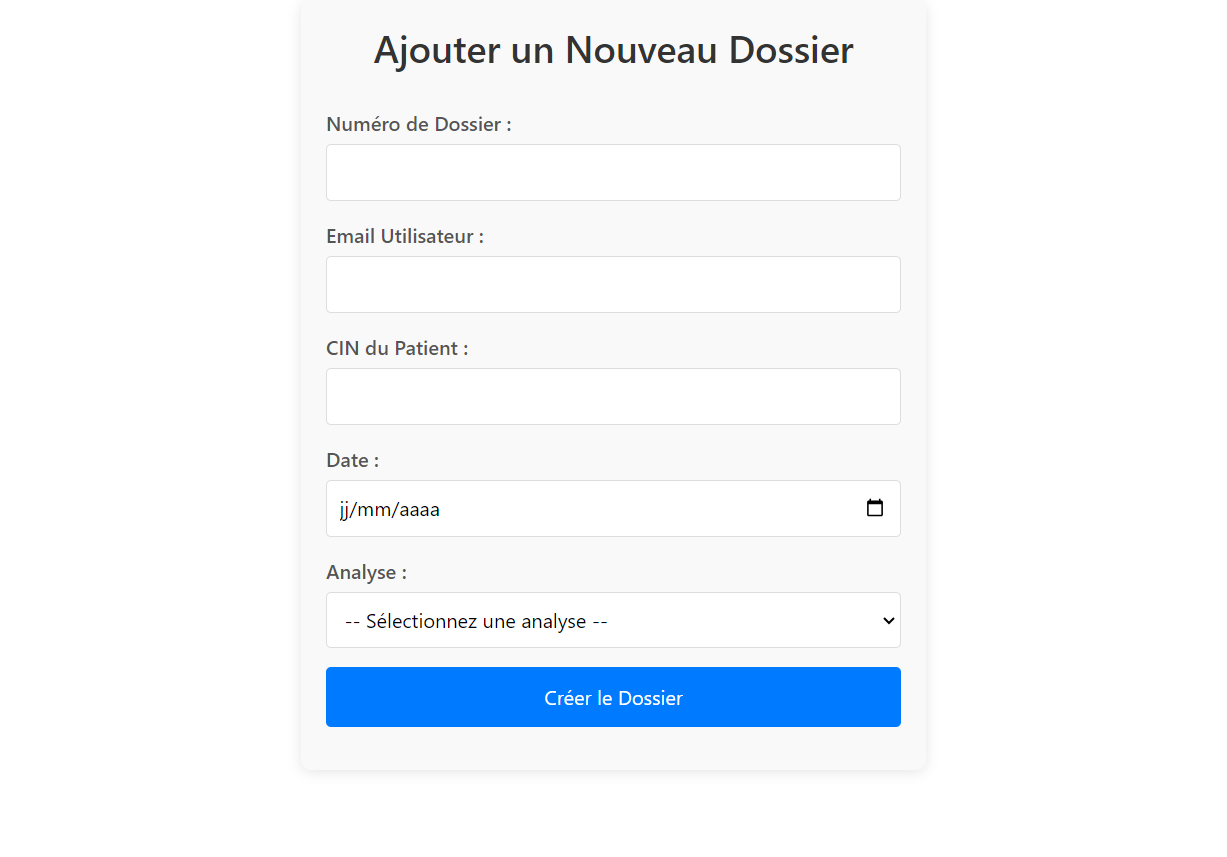 Ajouter un Nouveau Dossier
Numéro de Dossier :
Email Utilisateur :
CIN du Patient :
Date :
jj/mm/aaaa
Analyse :
-- Sélectionnez une analyse --
Créer le Dossier